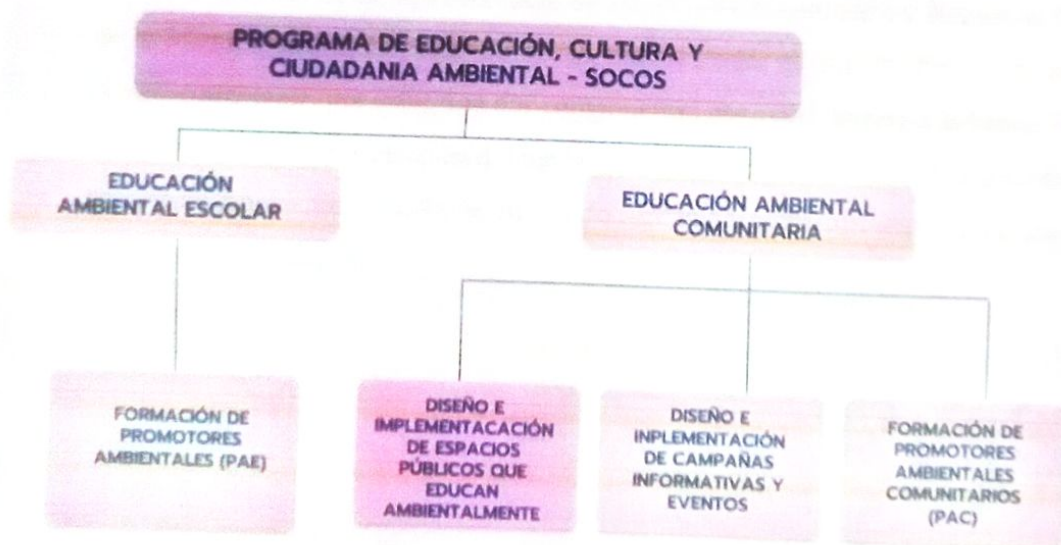 PROGRAMA DE EDUCACIÓN, CULTURA Y
CIUDADANIA AMBIENTAL - SOCOS
EDUCACIÓN
AMBIENTAL ESCOLAR
EDUCACIÓN AMBIENTAL
COMUNITARIA
FORMACIÓN DE
PROMOTORES
AMBIENTALES (PAE)
DISEÑO E
IMPLEMENTACACIÓN
DE ESPACIOS
PÚBLICOS QUE
EDUCAN
AMBIENTALMENTE
DISEÑO E
INPLEMENTACIÓN
DE CAMPAÑAS
INFORMATIVAS Y
EVENTOS
FORMACIÓN DE
PROMOTORES
AMBIENTALES
COMUNITARIOS
(PAC)